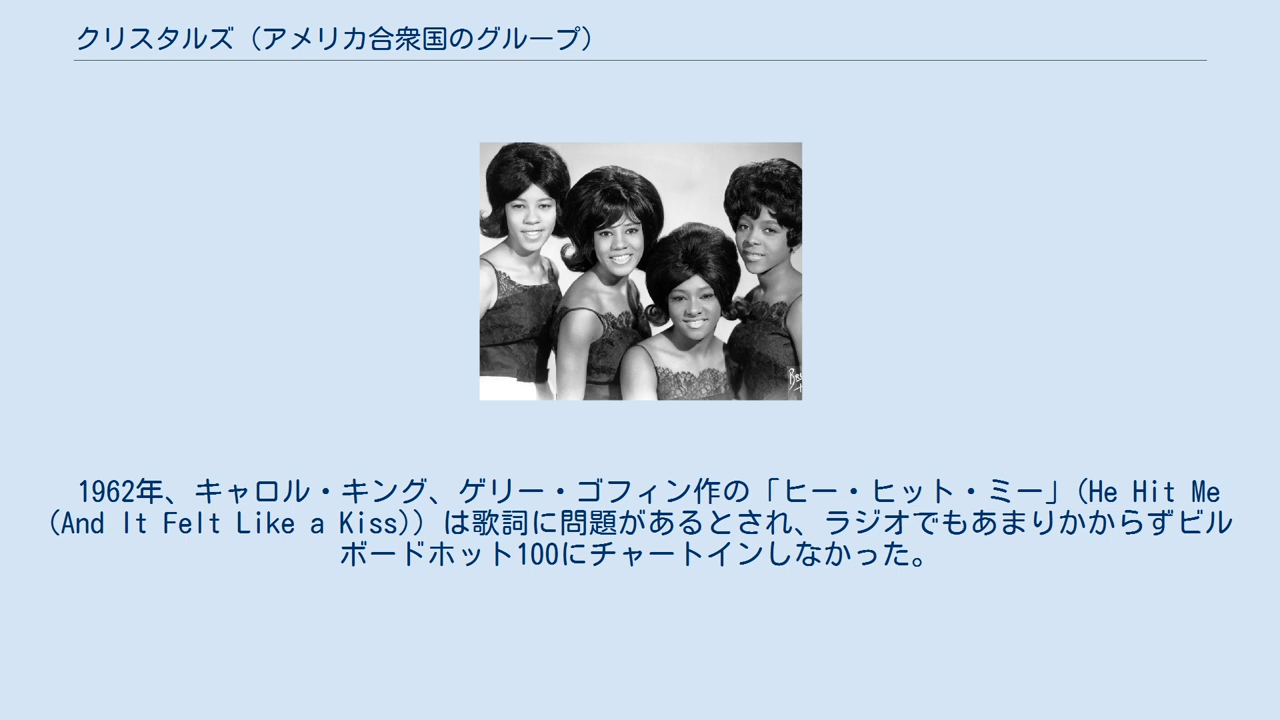 クリスタルズ（アメリカ合衆国のグループ）
1962年、キャロル・キング、ゲリー・ゴフィン作の「ヒー・ヒット・ミー」(He Hit Me
(And It Felt Like a Kiss)) は歌詞に問題があるとされ、ラジオでもあまりかからずビル
ボードホット100にチャートインしなかった。